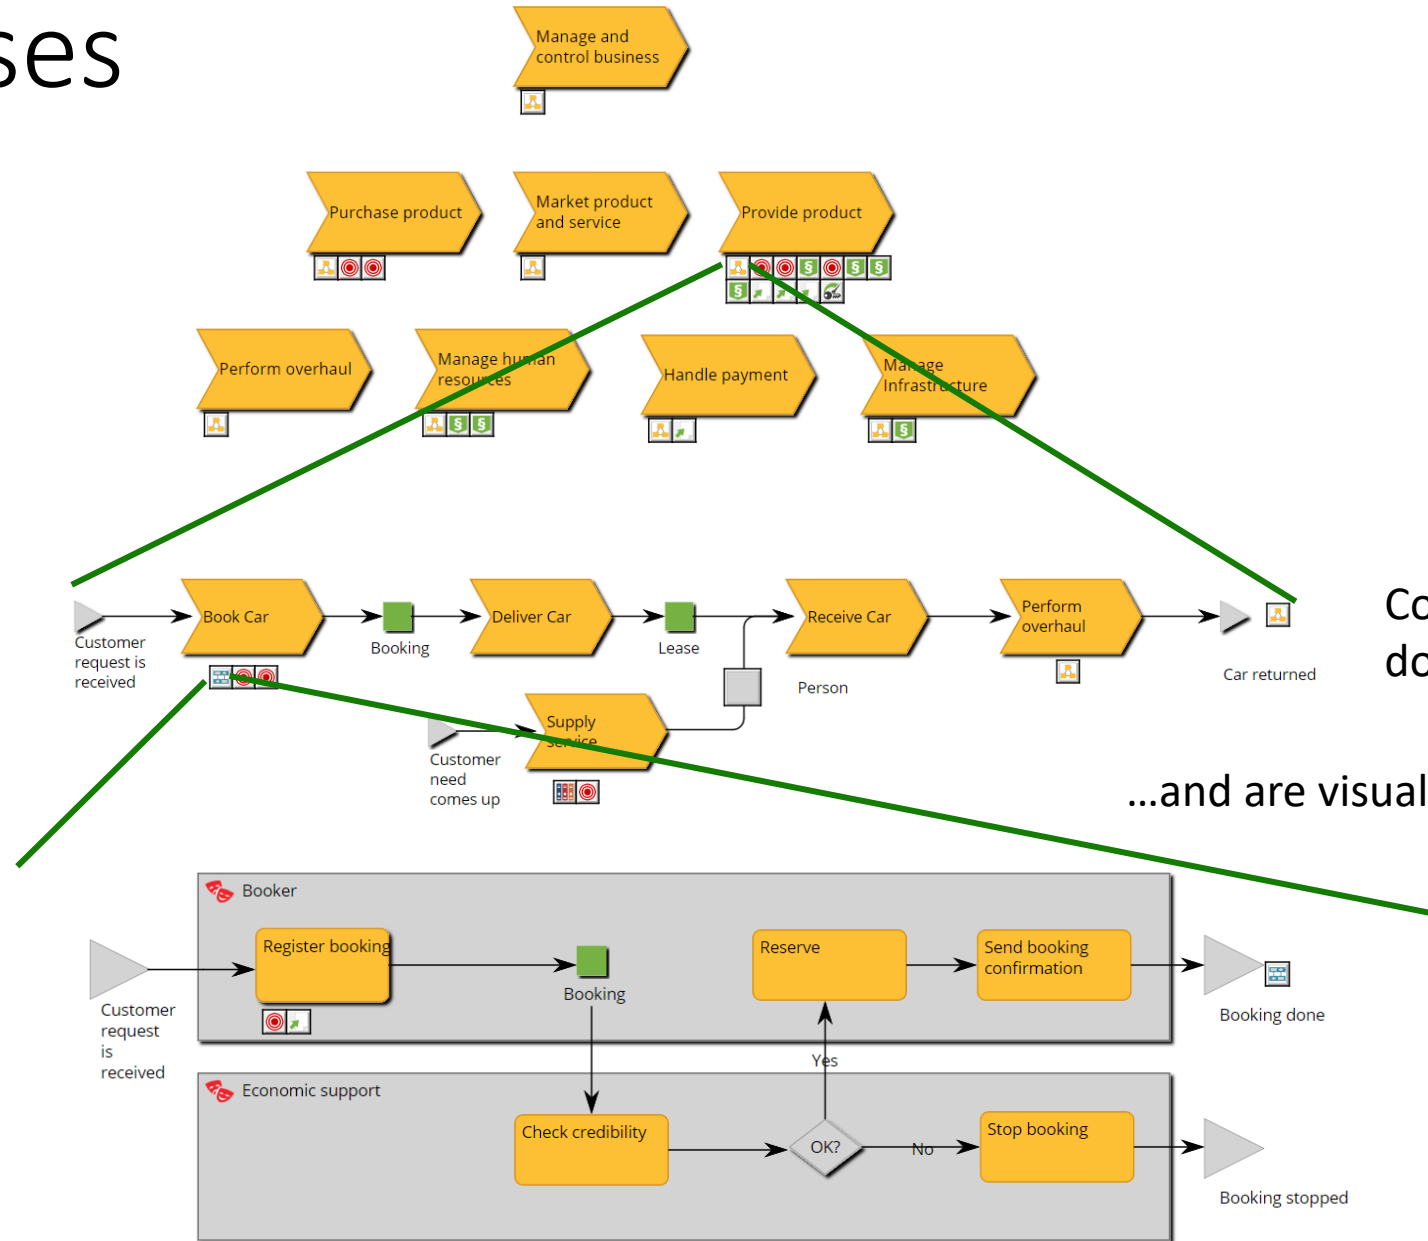 ses
Manage and
control business
Purchase product
Market product
and service
Provide product
Perform overhaul
Manage human
resources
Handle payment
Manage
Infrastructure
Book Car
Deliver Car
Receive Car
Perform
overhaul
Customer
request is
received
Booking
Lease
Person
Car returned
Co
do
Supply
service
Customer
need
comes up
...and are visual
Booker
Register booking
Booking
Reserve
Send booking
confirmation
Customer
request
is
received
Booking done
Yes
Economic support
Check credibility
OK?
No
Stop booking
Booking stopped